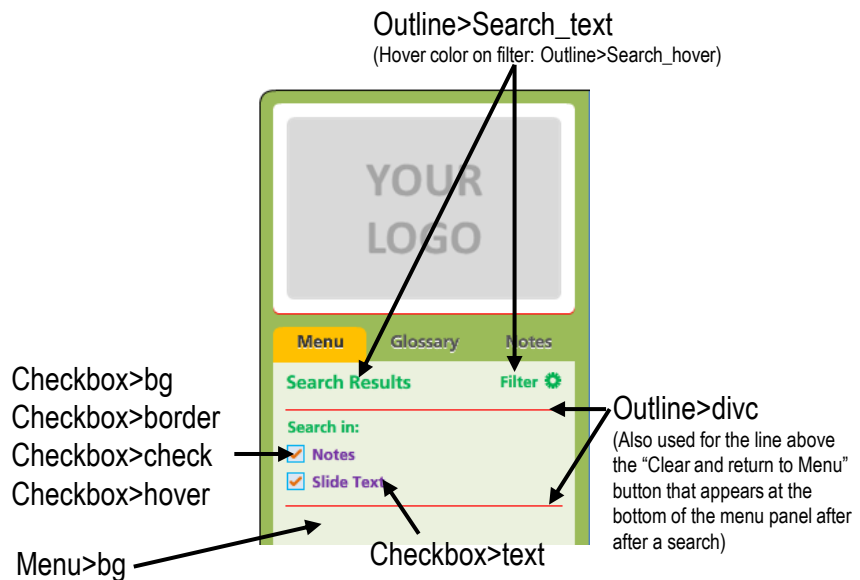 Outline>Search_text
(Hover color on filter: Outline>Search_hover)
YOUR
LOGO
Menu Glossary Notes
Search Results Filter
Search in:
Notes
Slide Text
Checkbox>bg
Checkbox>border
Checkbox>check
Checkbox>hover
Menu>bg
Checkbox>text
Outline>divc
(Also used for the line above
the “Clear and return to Menu”
button that appears at the
bottom of the menu panel after
after a search)